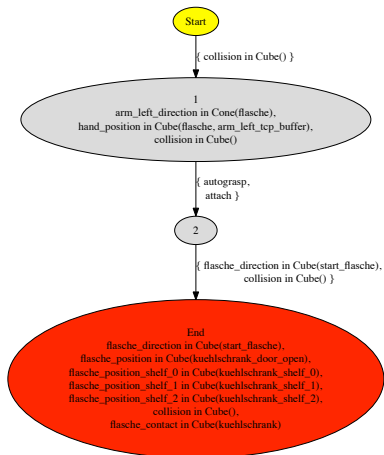 Start
{ collision in Cube() }
1
arm_left_direction in Cone(flasche),
hand_position in Cube(flasche, arm_left_tcp_buffer),
collision in Cube()
{ autograsp,
attach }
2
{ flasche_direction in Cube(start_flasche),
collision in Cube() }
End
flasche_direction in Cube(start_flasche),
flasche_position in Cube(kuehlschrank_door_open),
flasche_position_shelf_0 in Cube(kuehlschrank_shelf_0),
flasche_position_shelf_1 in Cube(kuehlschrank_shelf_1),
flasche_position_shelf_2 in Cube(kuehlschrank_shelf_2),
collision in Cube(),
flasche_contact in Cube(kuehlschrank)